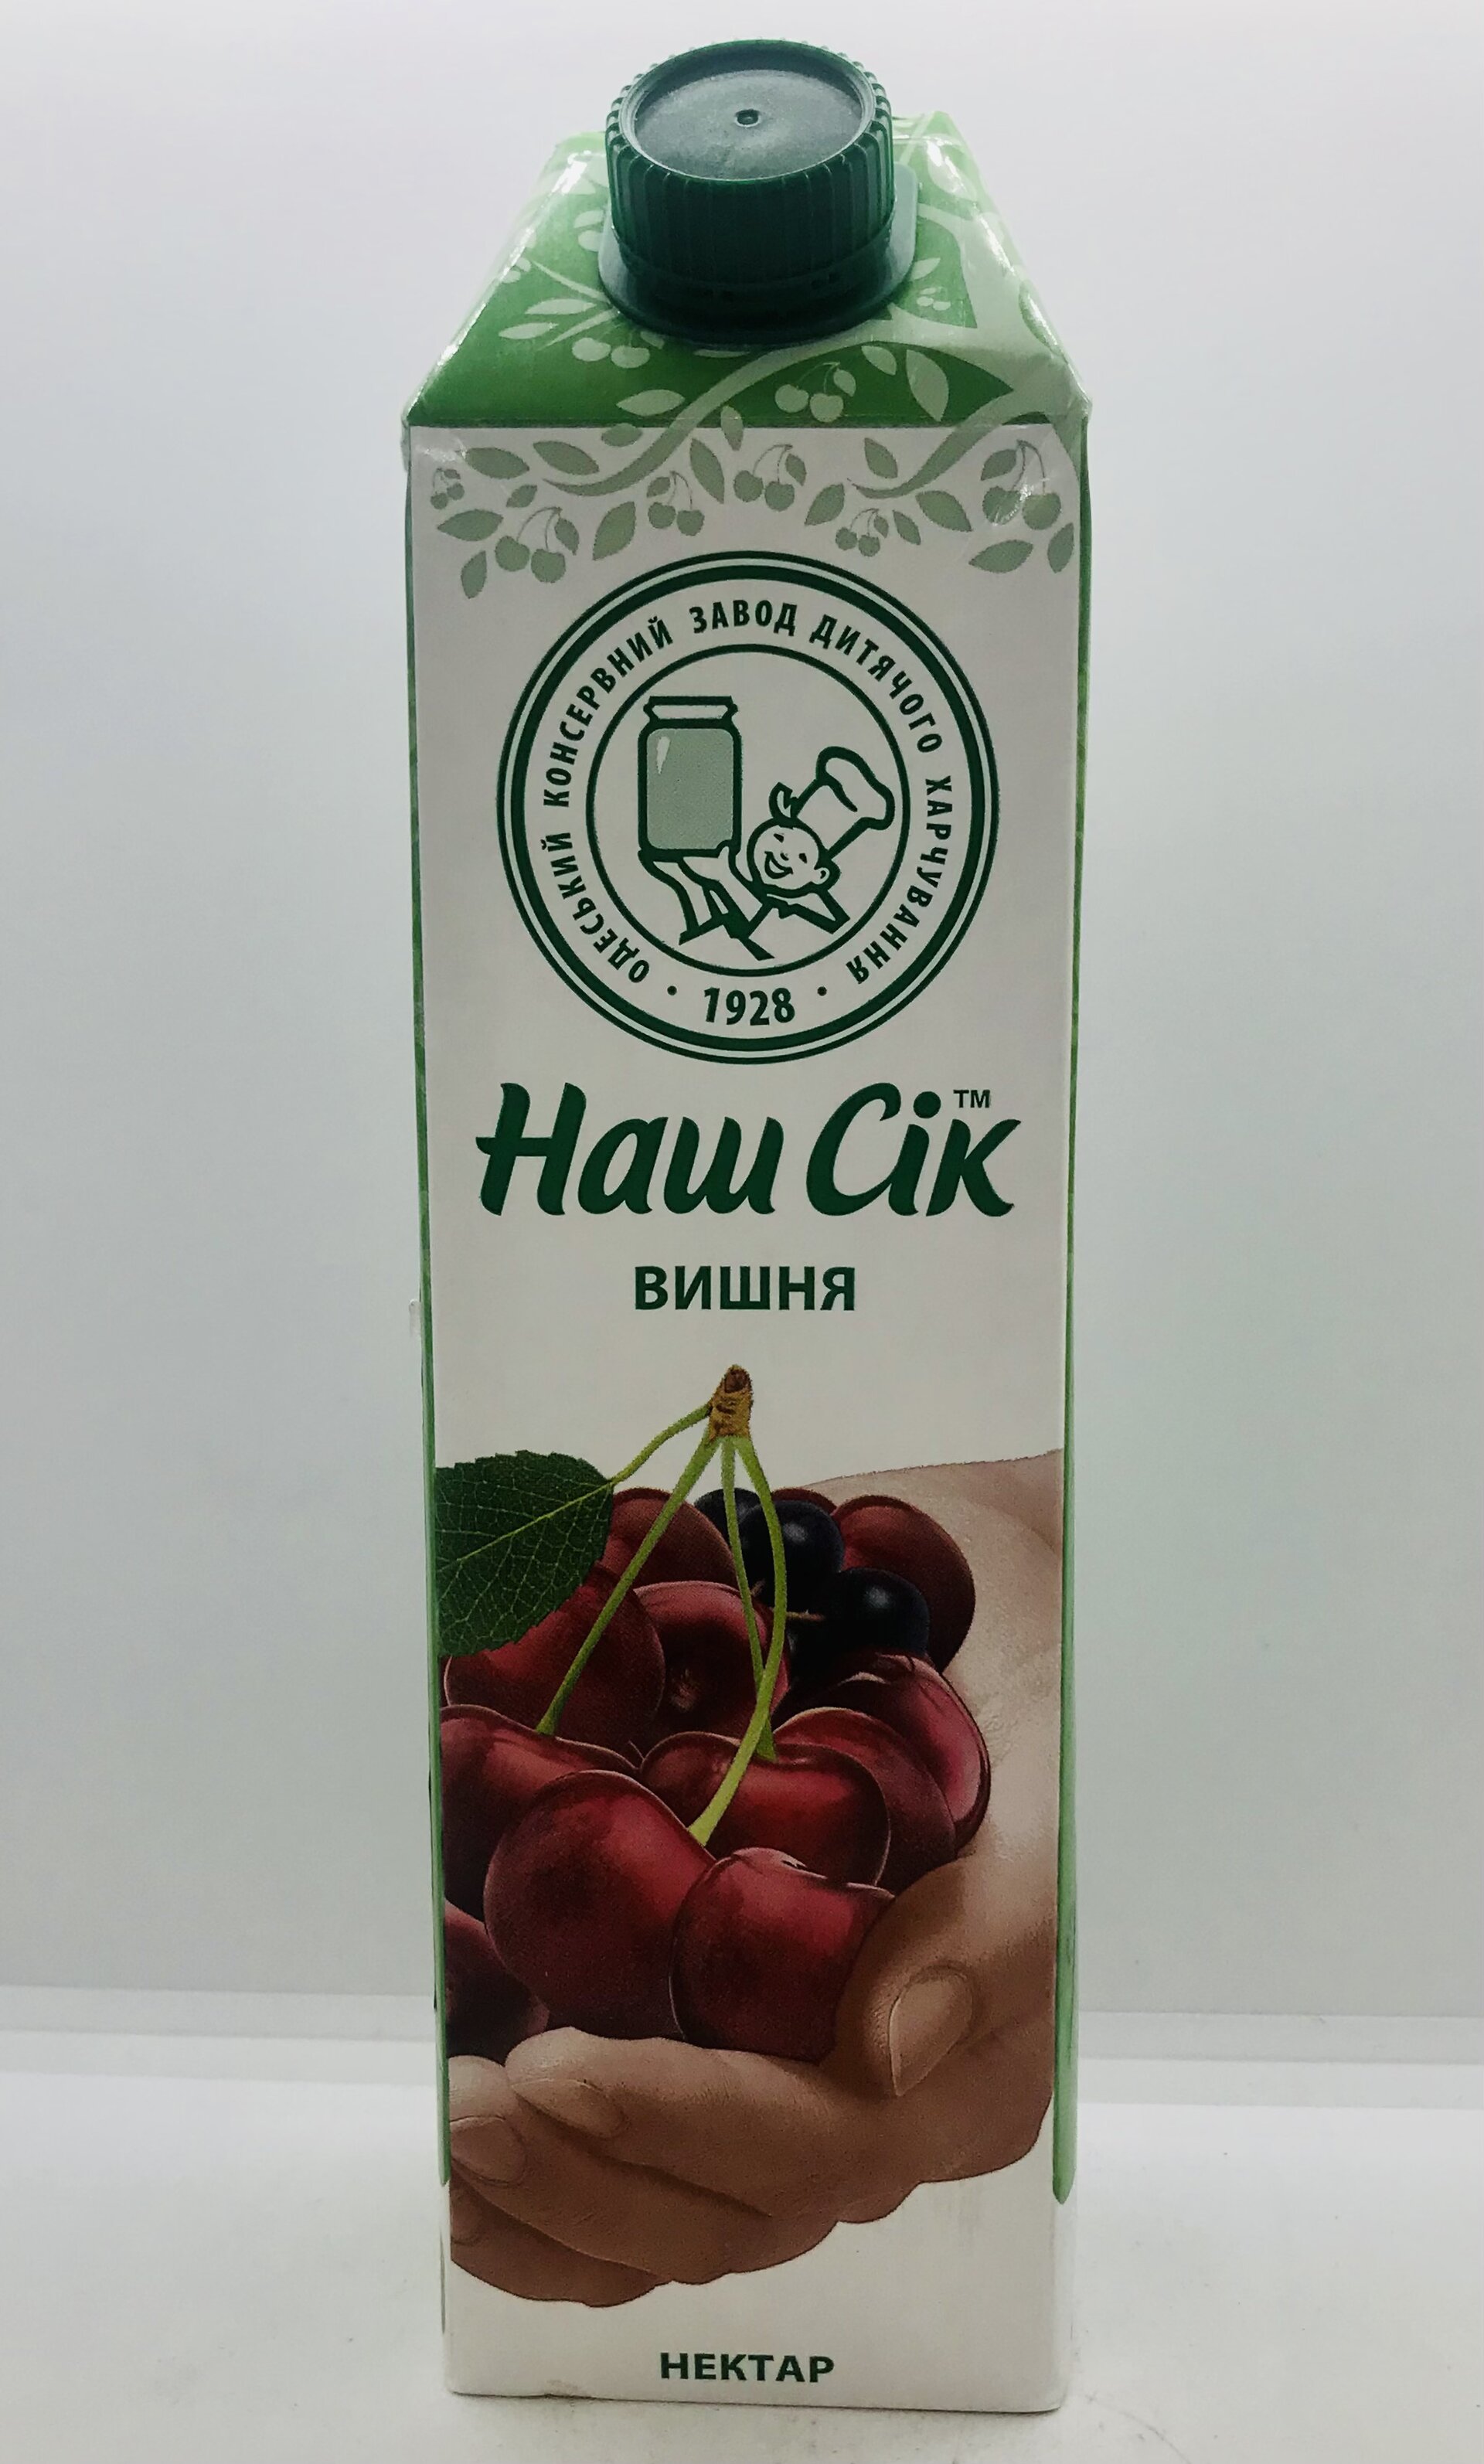 ОДЕСЬКИЙ КОНСЕРВНИЙ ЗАВОД ДИТЯЧОГО ХАРЧУВАННЯ
• 1928 •
Наш Сік™
ВИШНЯ
НЕКТАР